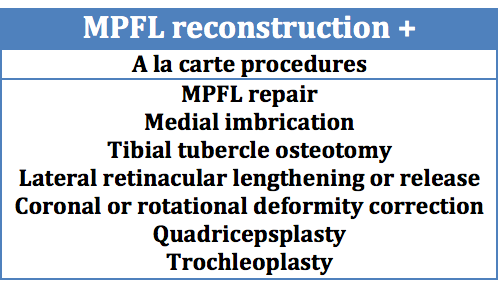 MPFL reconstruction +
A la carte procedures
MPFL repair
Medial imbrication
Tibial tubercle osteotomy
Lateral retinacular lengthening or release
Coronal or rotational deformity correction
Quadricepsplasty
Trochleoplasty